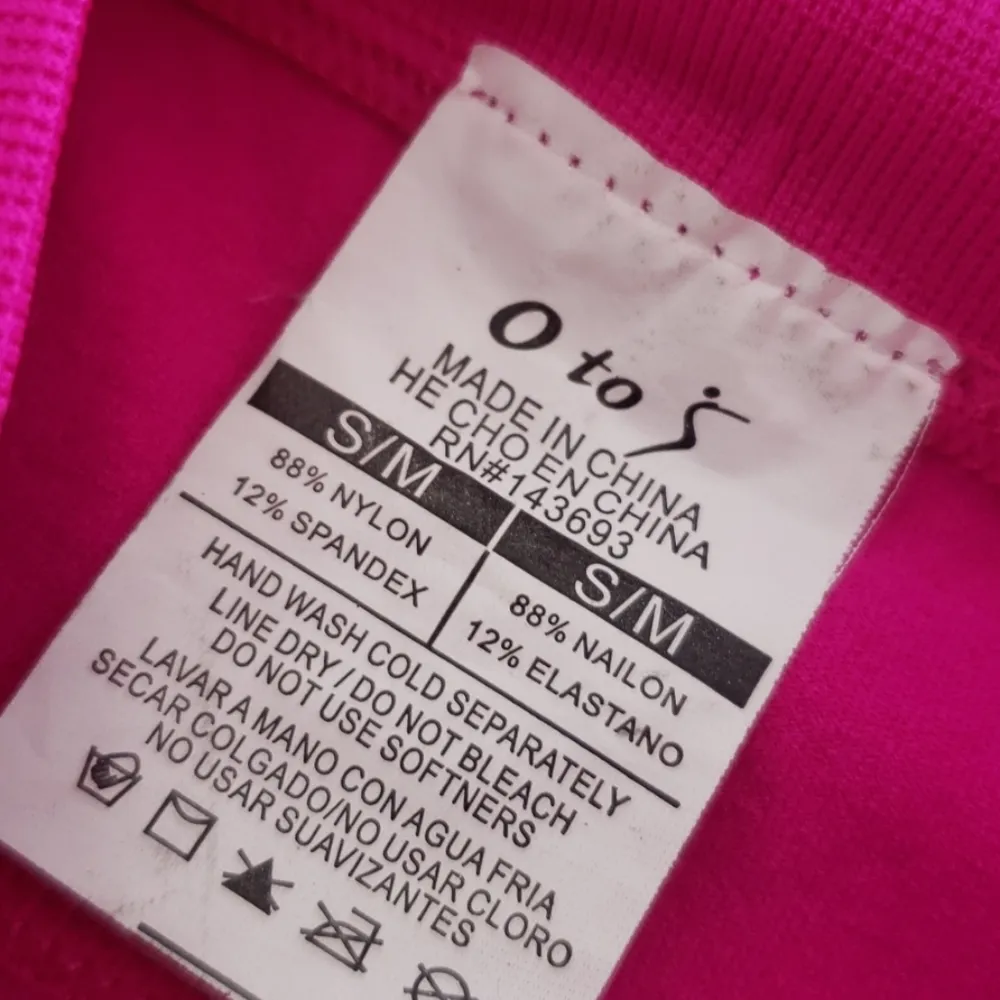 O to
MADE IN CHINA
HE CHO EN CHINA
RN#143693
S/M
88% NYLON
12% SPANDEX
S/M
88% NAILON
12% ELASTANO
HAND WASH COLD SEPARATELY
LINE DRY / DO NOT BLEACH
DO NOT USE SOFTNERS
LAVAR A MANO CON AGUA FRIA
SECAR COLGADO/NO USAR CLORO
NO USAR SUAVIZANTES